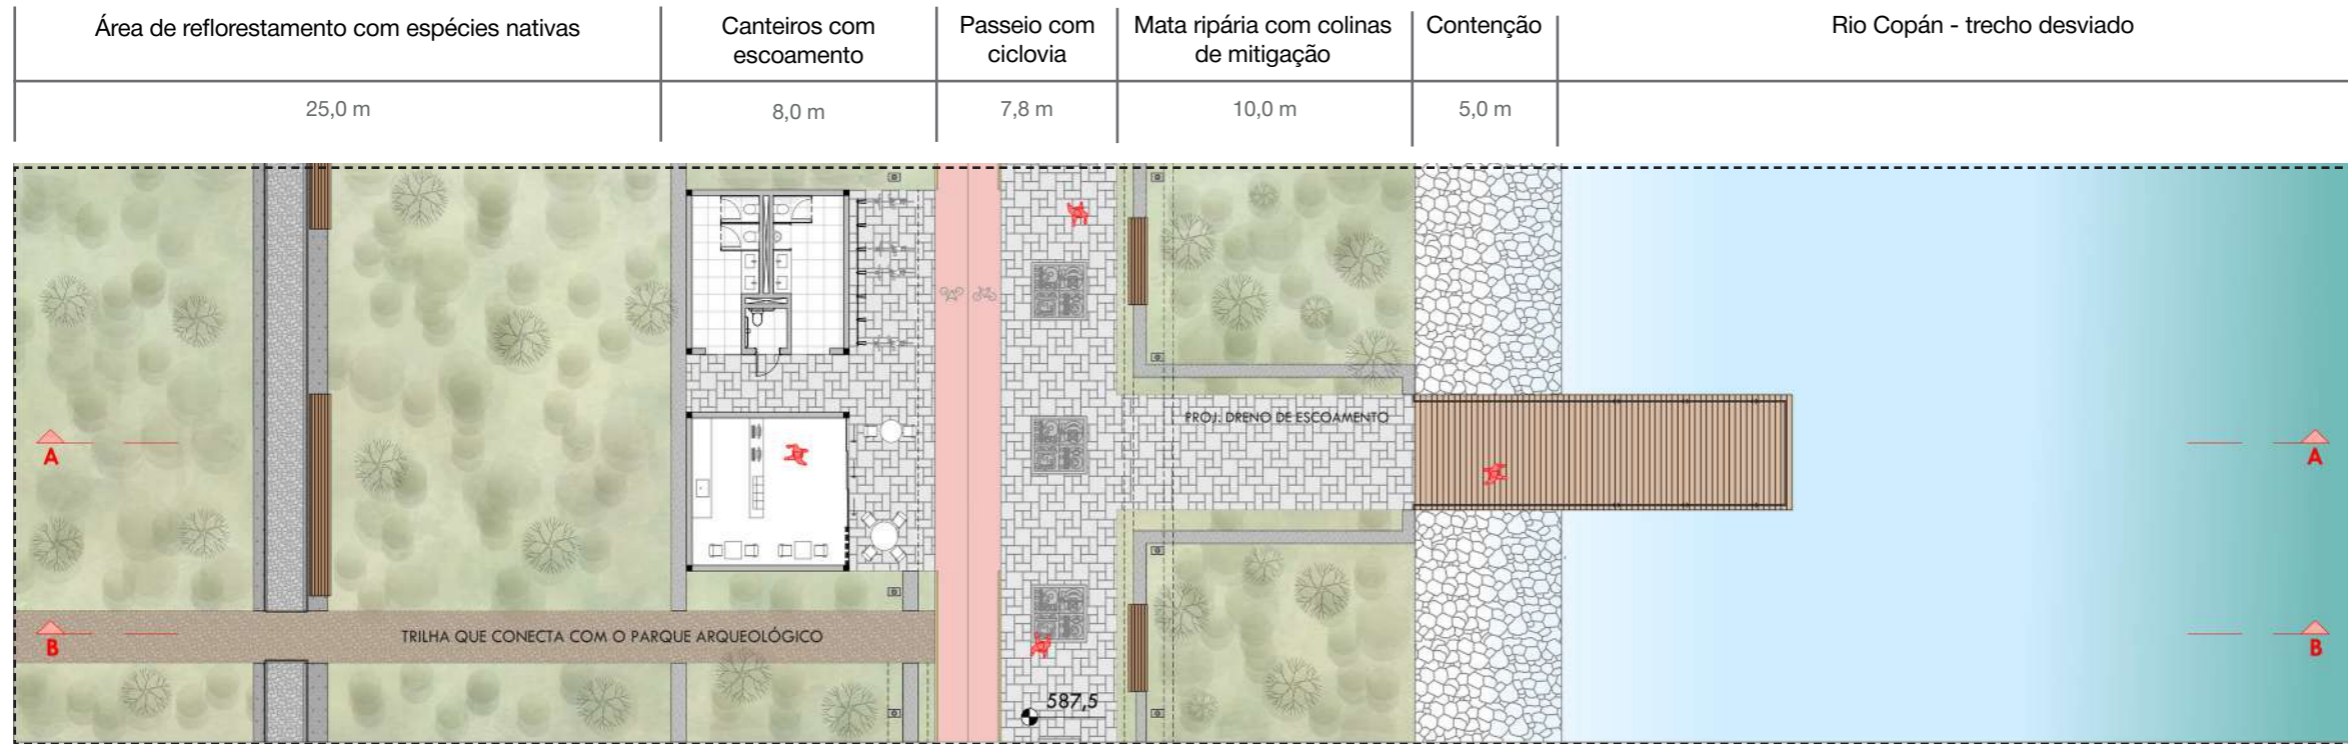 Área de reflorestamento com espécies nativas
Canteiros com
escoamento
Passeio com
ciclovia
Mata ripária com colinas
de mitigação
Contenção
Rio Copán - trecho desviado
25,0 m
8,0 m
7,8 m
10,0 m
5,0 m
PROJ. DRENO DE ESCOAMENTO
A
A
TRILHA QUE CONECTA COM O PARQUE ARQUEOLÓGICO
B
B
587,5